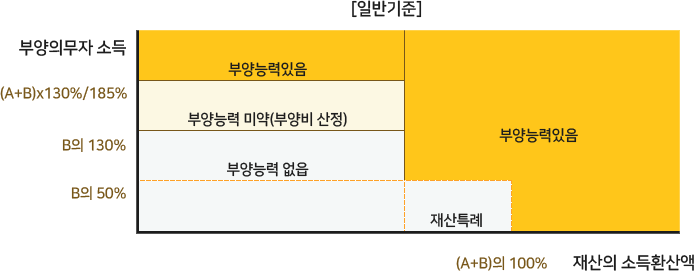 [일반기준]
부양의무자 소득
부양능력있음
(A+B)x130%/185%
부양능력 미약(부양비 산정)
부양능력있음
B의 130%
부양능력 없읍
B의 50%
재산특례
(A+B)의 100%
재산의 소득환산액